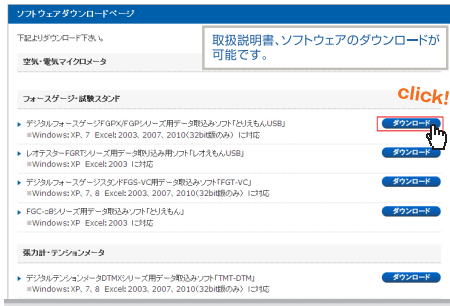 ソフトウェアダウンロードページ
下記よりダウンロード下さい。
取扱説明書、ソフトウェアのダウンロードが
可能です。
空気・電気マイクロメータ
フォースゲージ・試験スタンド
click!
デジタルフォースゲージFGPX/FGPシリーズ用データ取込みソフト「とりえもんUSB」
※Windows：XP、7 Excel：2003、2007、2010（32bit版のみ） に対応
ダウンロード
レオテスターFGRTシリーズ用データ取り込み用ソフト「レオえもんUSB」
※Windows：XP Excel：2003 に対応
ダウンロード
デジタルフォースゲージスタンドFGS-VC用データ取込みソフト「FGT-VC」
※Windows：XP、7、8 Excel：2003、2007、2010（32bit版のみ） に対応
ダウンロード
FGC-□Bシリーズ用データ取込みソフト「とりえもん」
※Windows：XP Excel：2003 に対応
ダウンロード
張力計・テンションメータ
デジタルテンションメータDTMXシリーズ用データ取込みソフト「TMT-DTM」
※Windows：XP、7、8 Excel：2003、2007、2010（32bit版のみ） に対応
ダウンロード